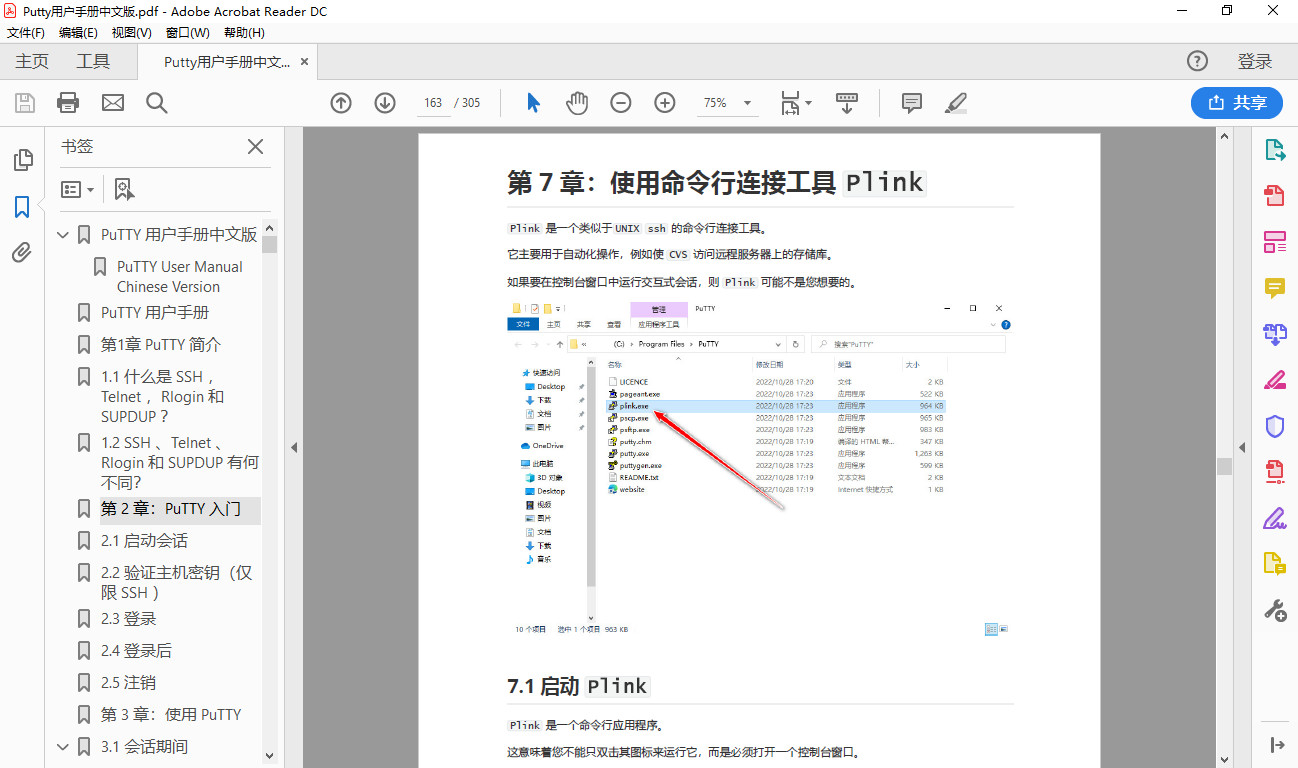 Putty用户手册中文版.pdf - Adobe Acrobat Reader DC
文件(F) 编辑(E) 视图(V) 窗口(W) 帮助(H)
主页 工具 Putty用户手册中文... × 登录
163 / 305 75% 共享
书签
PuTTY 用户手册中文版
PuTTY User Manual
Chinese Version
PuTTY 用户手册
第1章 PuTTY 简介
1.1 什么是 SSH ,
Telnet ，Rlogin 和
SUPDUP ?
1.2 SSH 、Telnet 、
Rlogin 和 SUPDUP 有何
不同?
第 2 章：PuTTY 入门
2.1 启动会话
2.2 验证主机密钥（仅
限 SSH ）
2.3 登录
2.4 登录后
2.5 注销
第 3 章：使用 PuTTY
3.1 会话期间
第 7 章：使用命令行连接工具 Plink
Plink 是一个类似于 UNIX ssh 的命令行连接工具。
它主要用于自动化操作，例如使 CVS 访问远程服务器上的存储库。
如果要在控制台窗口中运行交互式会话，则 Plink 可能不是您想要的。
管理 PuTTY
文件 主页 共享 查看 应用程序工具
« (C:) › Program Files › PuTTY 搜索"PuTTY"
名称 修改日期 类型 大小
快速访问
Desktop
下载
文档
图片
OneDrive
此电脑
3D 对象
Desktop
视频
图片
文档
下载
音乐
LICENCE 2022/10/28 17:20 文件 2 KB
pageant.exe 2022/10/28 17:23 应用程序 522 KB
plink.exe 2022/10/28 17:23 应用程序 964 KB
pscp.exe 2022/10/28 17:23 应用程序 965 KB
psftp.exe 2022/10/28 17:23 应用程序 983 KB
putty.chm 2022/10/28 17:19 编译的 HTML 帮... 347 KB
putty.exe 2022/10/28 17:23 应用程序 1,263 KB
puttygen.exe 2022/10/28 17:23 应用程序 599 KB
README.txt 2022/10/28 17:19 文本文档 2 KB
website 2022/10/28 17:19 Internet 快捷方式 1 KB
10 个项目 选中 1 个项目 963 KB
7.1 启动 Plink
Plink 是一个命令行应用程序。
这意味着您不能只双击其图标来运行它，而是必须打开一个控制台窗口。